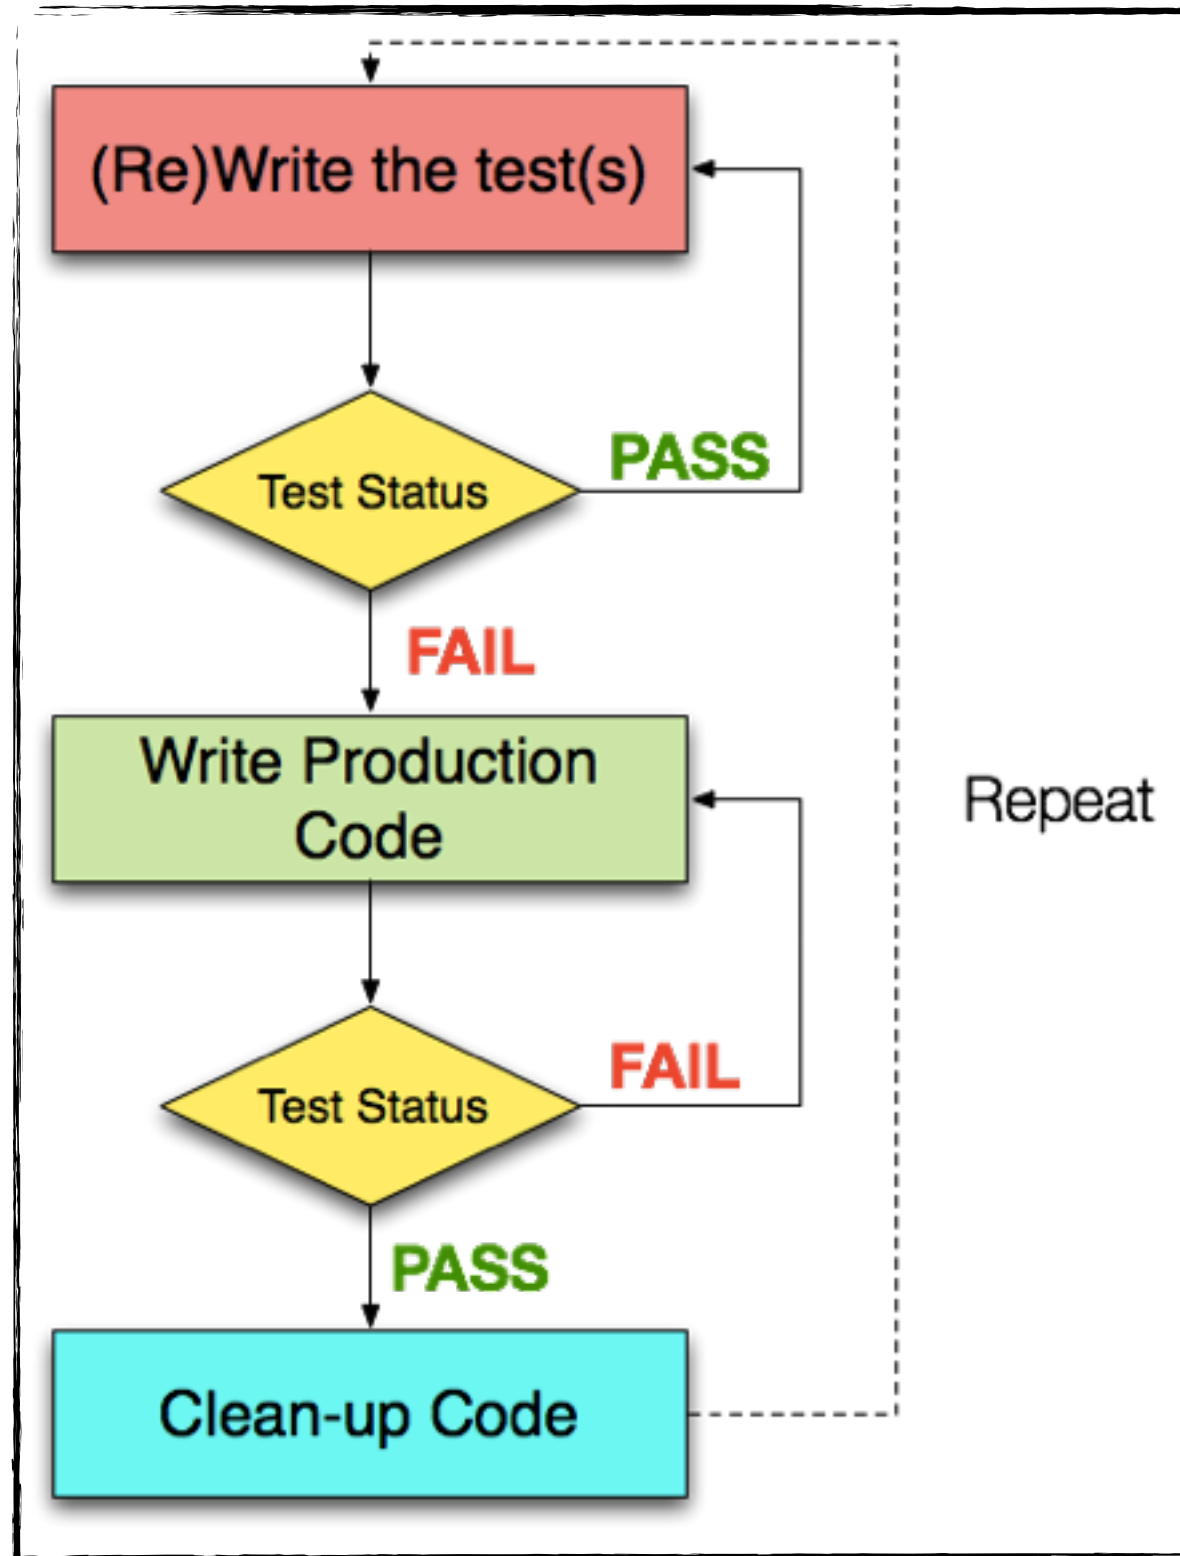 (Re)Write the test(s)
Test Status
PASS
FAIL
Write Production
Code
Repeat
Test Status
FAIL
PASS
Clean-up Code